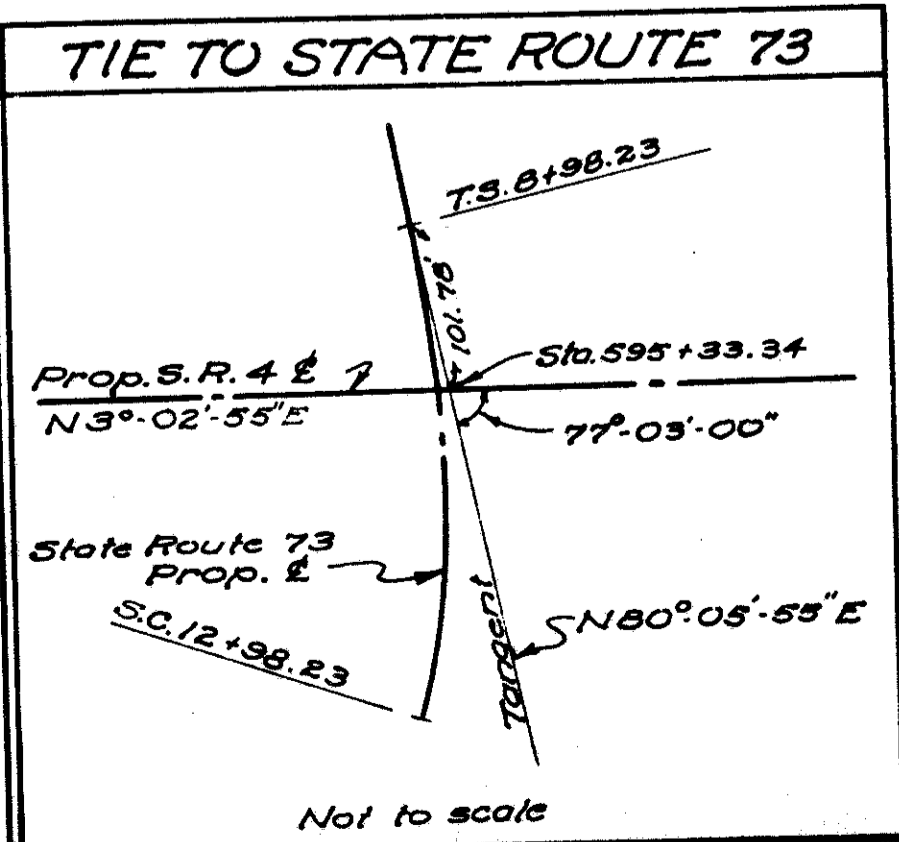 TIE TO STATE ROUTE 73
T.S. 8+98.23
101.78'
Sta. 595+33.34
Prop. S.R. 4 ℄
N 3°-02'-55" E
77°-03'-00"
State Route 73
Prop. ℄
S.C. 12+98.23
N 80°-05'-55" E
Tangent
Not to scale